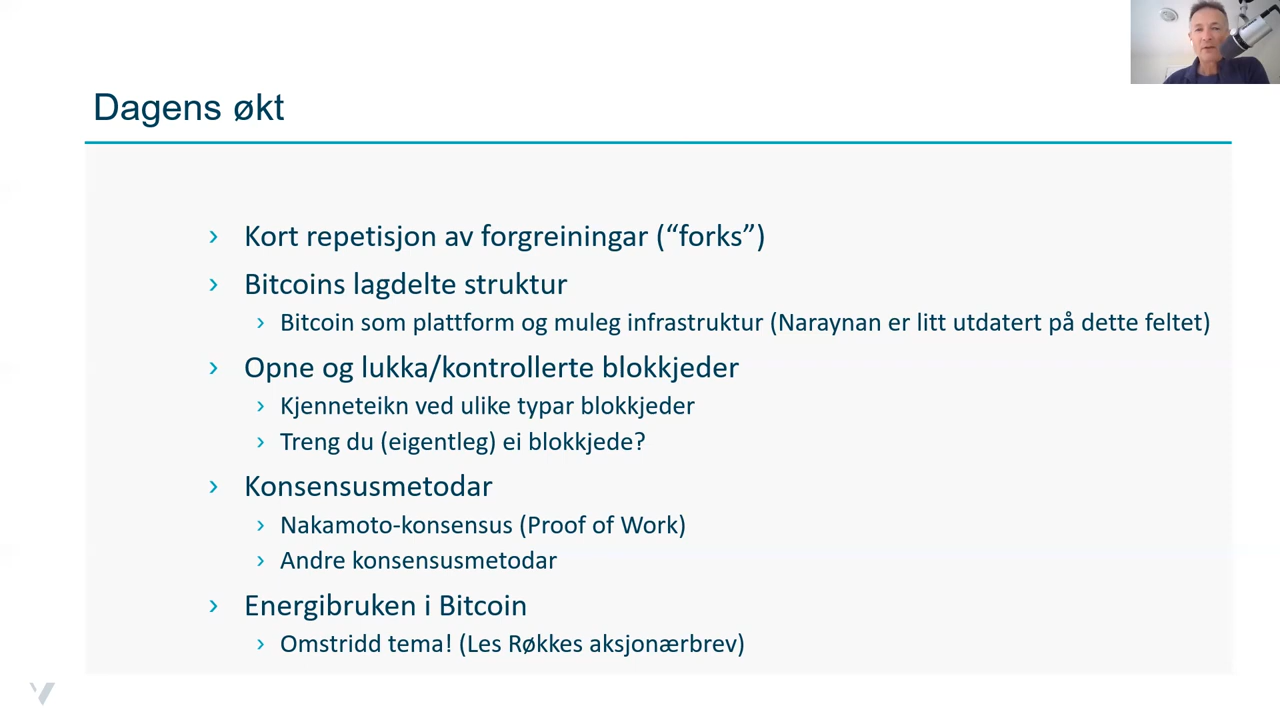 Dagens økt
› Kort repetisjon av forgreiningar (“forks”)
› Bitcoins lagdelte struktur
› Bitcoin som plattform og muleg infrastruktur (Naraynan er litt utdatert på dette feltet)
› Opne og lukka/kontrollerte blokkjeder
› Kjenneteikn ved ulike typar blokkjeder
› Treng du (eigentleg) ei blokkjede?
› Konsensusmetodar
› Nakamoto-konsensus (Proof of Work)
› Andre konsensusmetodar
› Energibruken i Bitcoin
› Omstridd tema! (Les Røkkes aksjonærbrev)